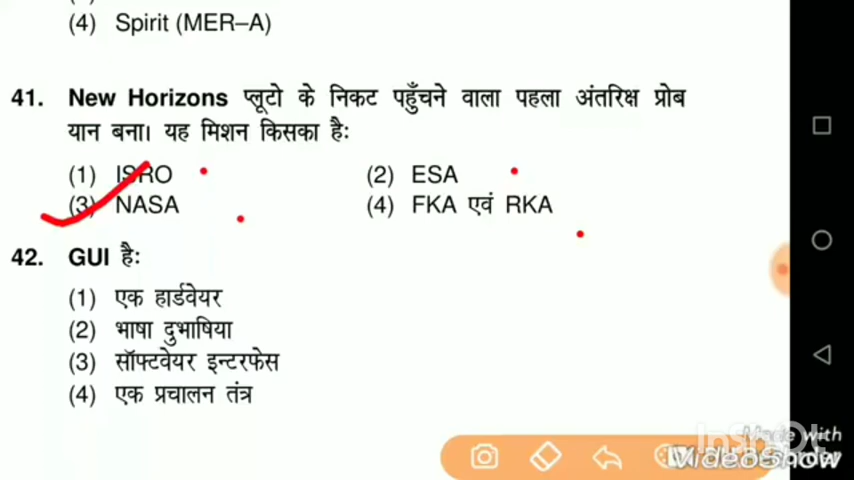 (4) Spirit (MER–A)
41. New Horizons प्लूटो के निकट पहुँचने वाला पहला अंतरिक्ष प्रोब
यान बना। यह मिशन किसका है:
(1) ISRO (2) ESA
(3) NASA (4) FKA एवं RKA
42. GUI है:
(1) एक हार्डवेयर
(2) भाषा दुभाषिया
(3) सॉफ्टवेयर इन्टरफेस
(4) एक प्रचालन तंत्र
Made with
InShOt
VideoShow